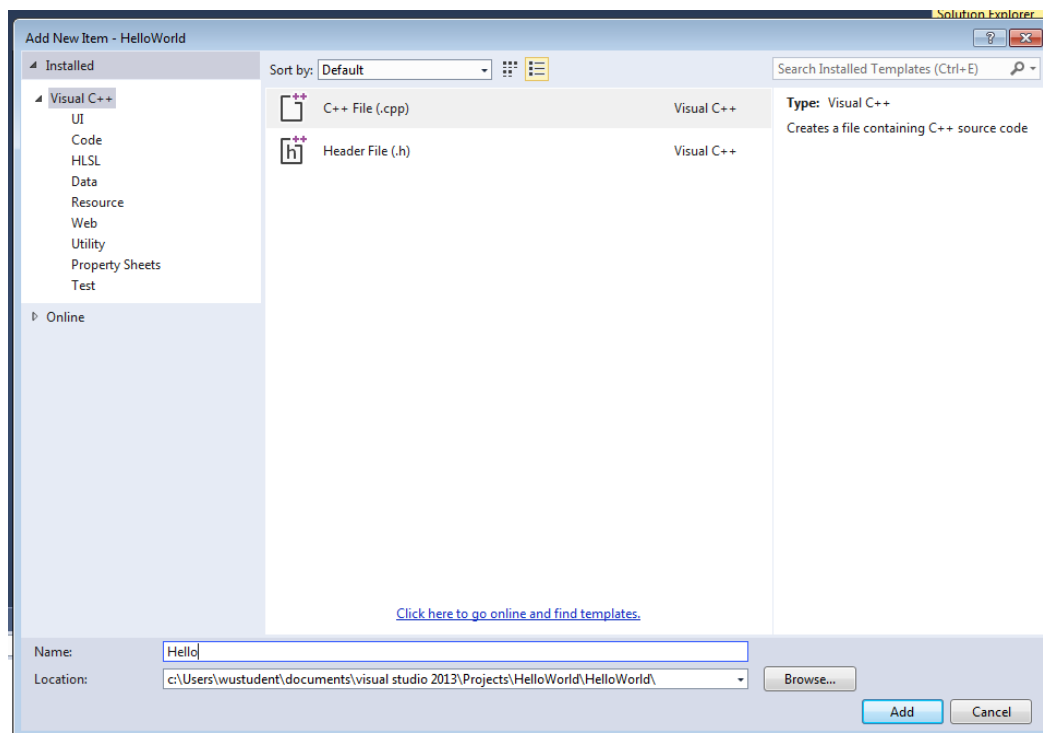 Solution Explorer
Add New Item - HelloWorld
Installed
Sort by: Default
Search Installed Templates (Ctrl+E)
Visual C++
UI
Code
HLSL
Data
Resource
Web
Utility
Property Sheets
Test
Online
C++ File (.cpp) Visual C++
Header File (.h) Visual C++
Type: Visual C++
Creates a file containing C++ source code
Click here to go online and find templates.
Name: Hello
Location: c:\Users\wustudent\documents\visual studio 2013\Projects\HelloWorld\HelloWorld\
Browse...
Add Cancel